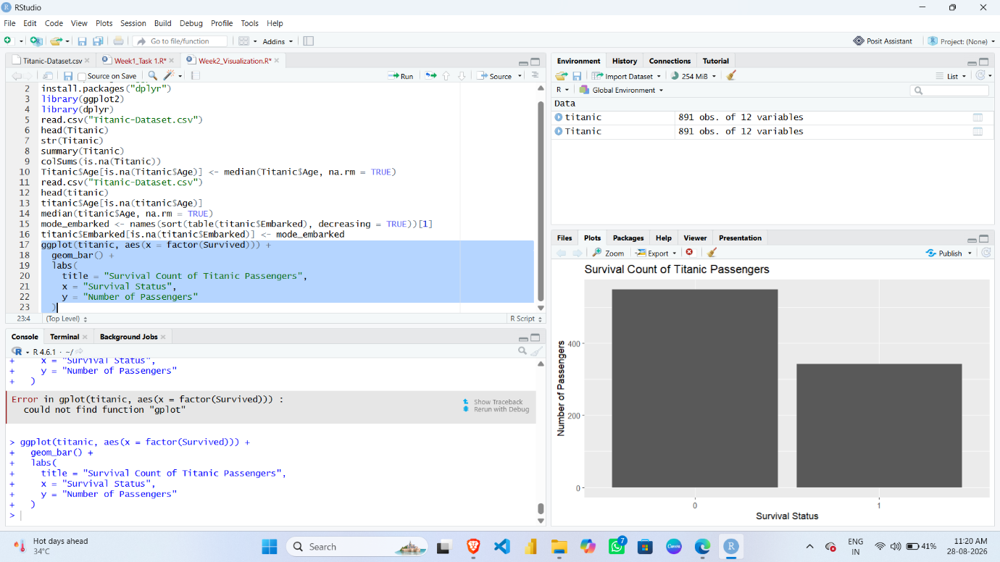 RStudio
File Edit Code View Plots Session Build Debug Profile Tools Help
Go to file/function Addins Posit Assistant Project: (None)
Titanic-Dataset.csv Week1_Task 1.R* Week2_Visualization.R*
Source on Save Run Source
2 install.packages("dplyr")
3 library(ggplot2)
4 library(dplyr)
5 read.csv("Titanic-Dataset.csv")
6 head(Titanic)
7 str(Titanic)
8 summary(Titanic)
9 colSums(is.na(Titanic))
10 Titanic$Age[is.na(Titanic$Age)] <- median(Titanic$Age, na.rm = TRUE)
11 read.csv("Titanic-Dataset.csv")
12 head(titanic)
13 titanic$Age[is.na(titanic$Age)]
14 median(titanic$Age, na.rm = TRUE)
15 mode_embarked <- names(sort(table(titanic$Embarked), decreasing = TRUE))[1]
16 titanic$Embarked[is.na(titanic$Embarked)] <- mode_embarked
17 ggplot(titanic, aes(x = factor(Survived))) +
18 geom_bar() +
19 labs(
20 title = "Survival Count of Titanic Passengers",
21 x = "Survival Status",
22 y = "Number of Passengers"
23 )
23:4 (Top Level) R Script
Console Terminal Background Jobs
R R 4.6.1 · ~/
+ x = "Survival Status",
+ y = "Number of Passengers"
+ )
Error in gplot(titanic, aes(x = factor(Survived))) :
could not find function "gplot"
Show Traceback
Rerun with Debug
> ggplot(titanic, aes(x = factor(Survived))) +
+ geom_bar() +
+ labs(
+ title = "Survival Count of Titanic Passengers",
+ x = "Survival Status",
+ y = "Number of Passengers"
+ )
>
Environment History Connections Tutorial
Import Dataset 254 MiB List
R Global Environment
Data
titanic 891 obs. of 12 variables
Titanic 891 obs. of 12 variables
Files Plots Packages Help Viewer Presentation
Zoom Export Publish
Survival Count of Titanic Passengers
Number of Passengers
400
200
0
0 1
Survival Status
Hot days ahead
34°C
Search
Canva
7
ENG
IN
41%
11:20 AM
28-08-2026